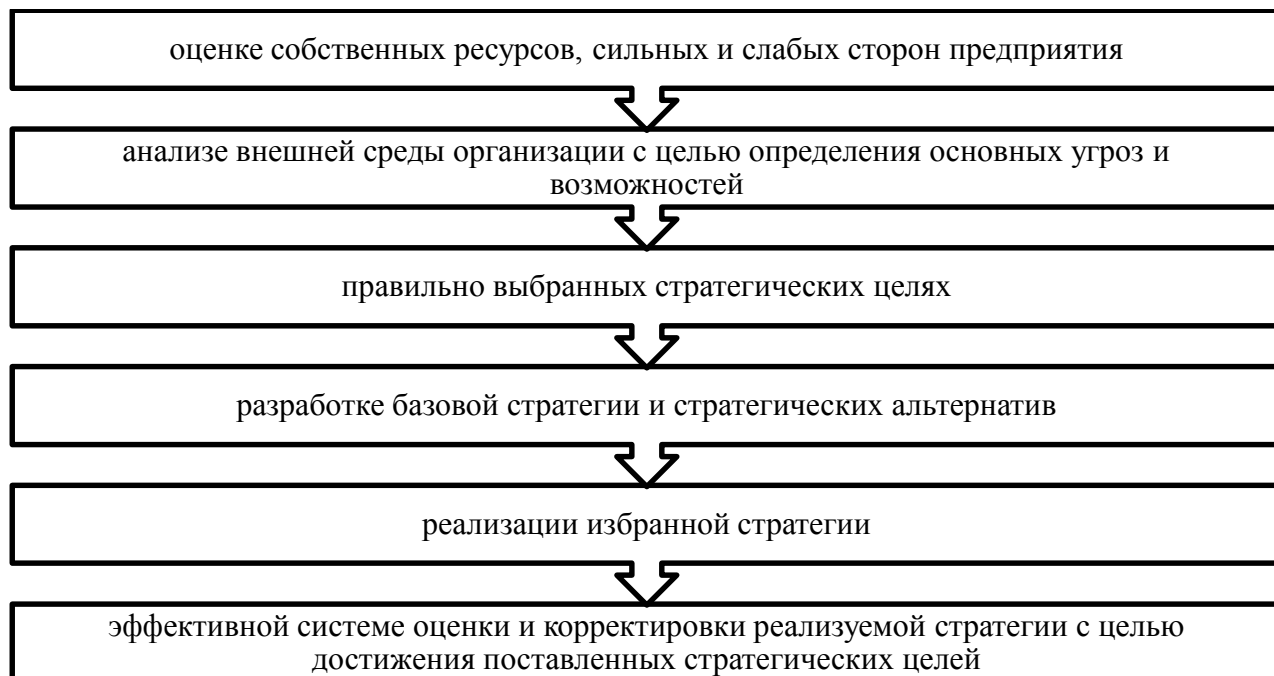 оценке собственных ресурсов, сильных и слабых сторон предприятия
анализе внешней среды организации с целью определения основных угроз и
возможностей
правильно выбранных стратегических целях
разработке базовой стратегии и стратегических альтернатив
реализации избранной стратегии
эффективной системе оценки и корректировки реализуемой стратегии с целью
достижения поставленных стратегических целей